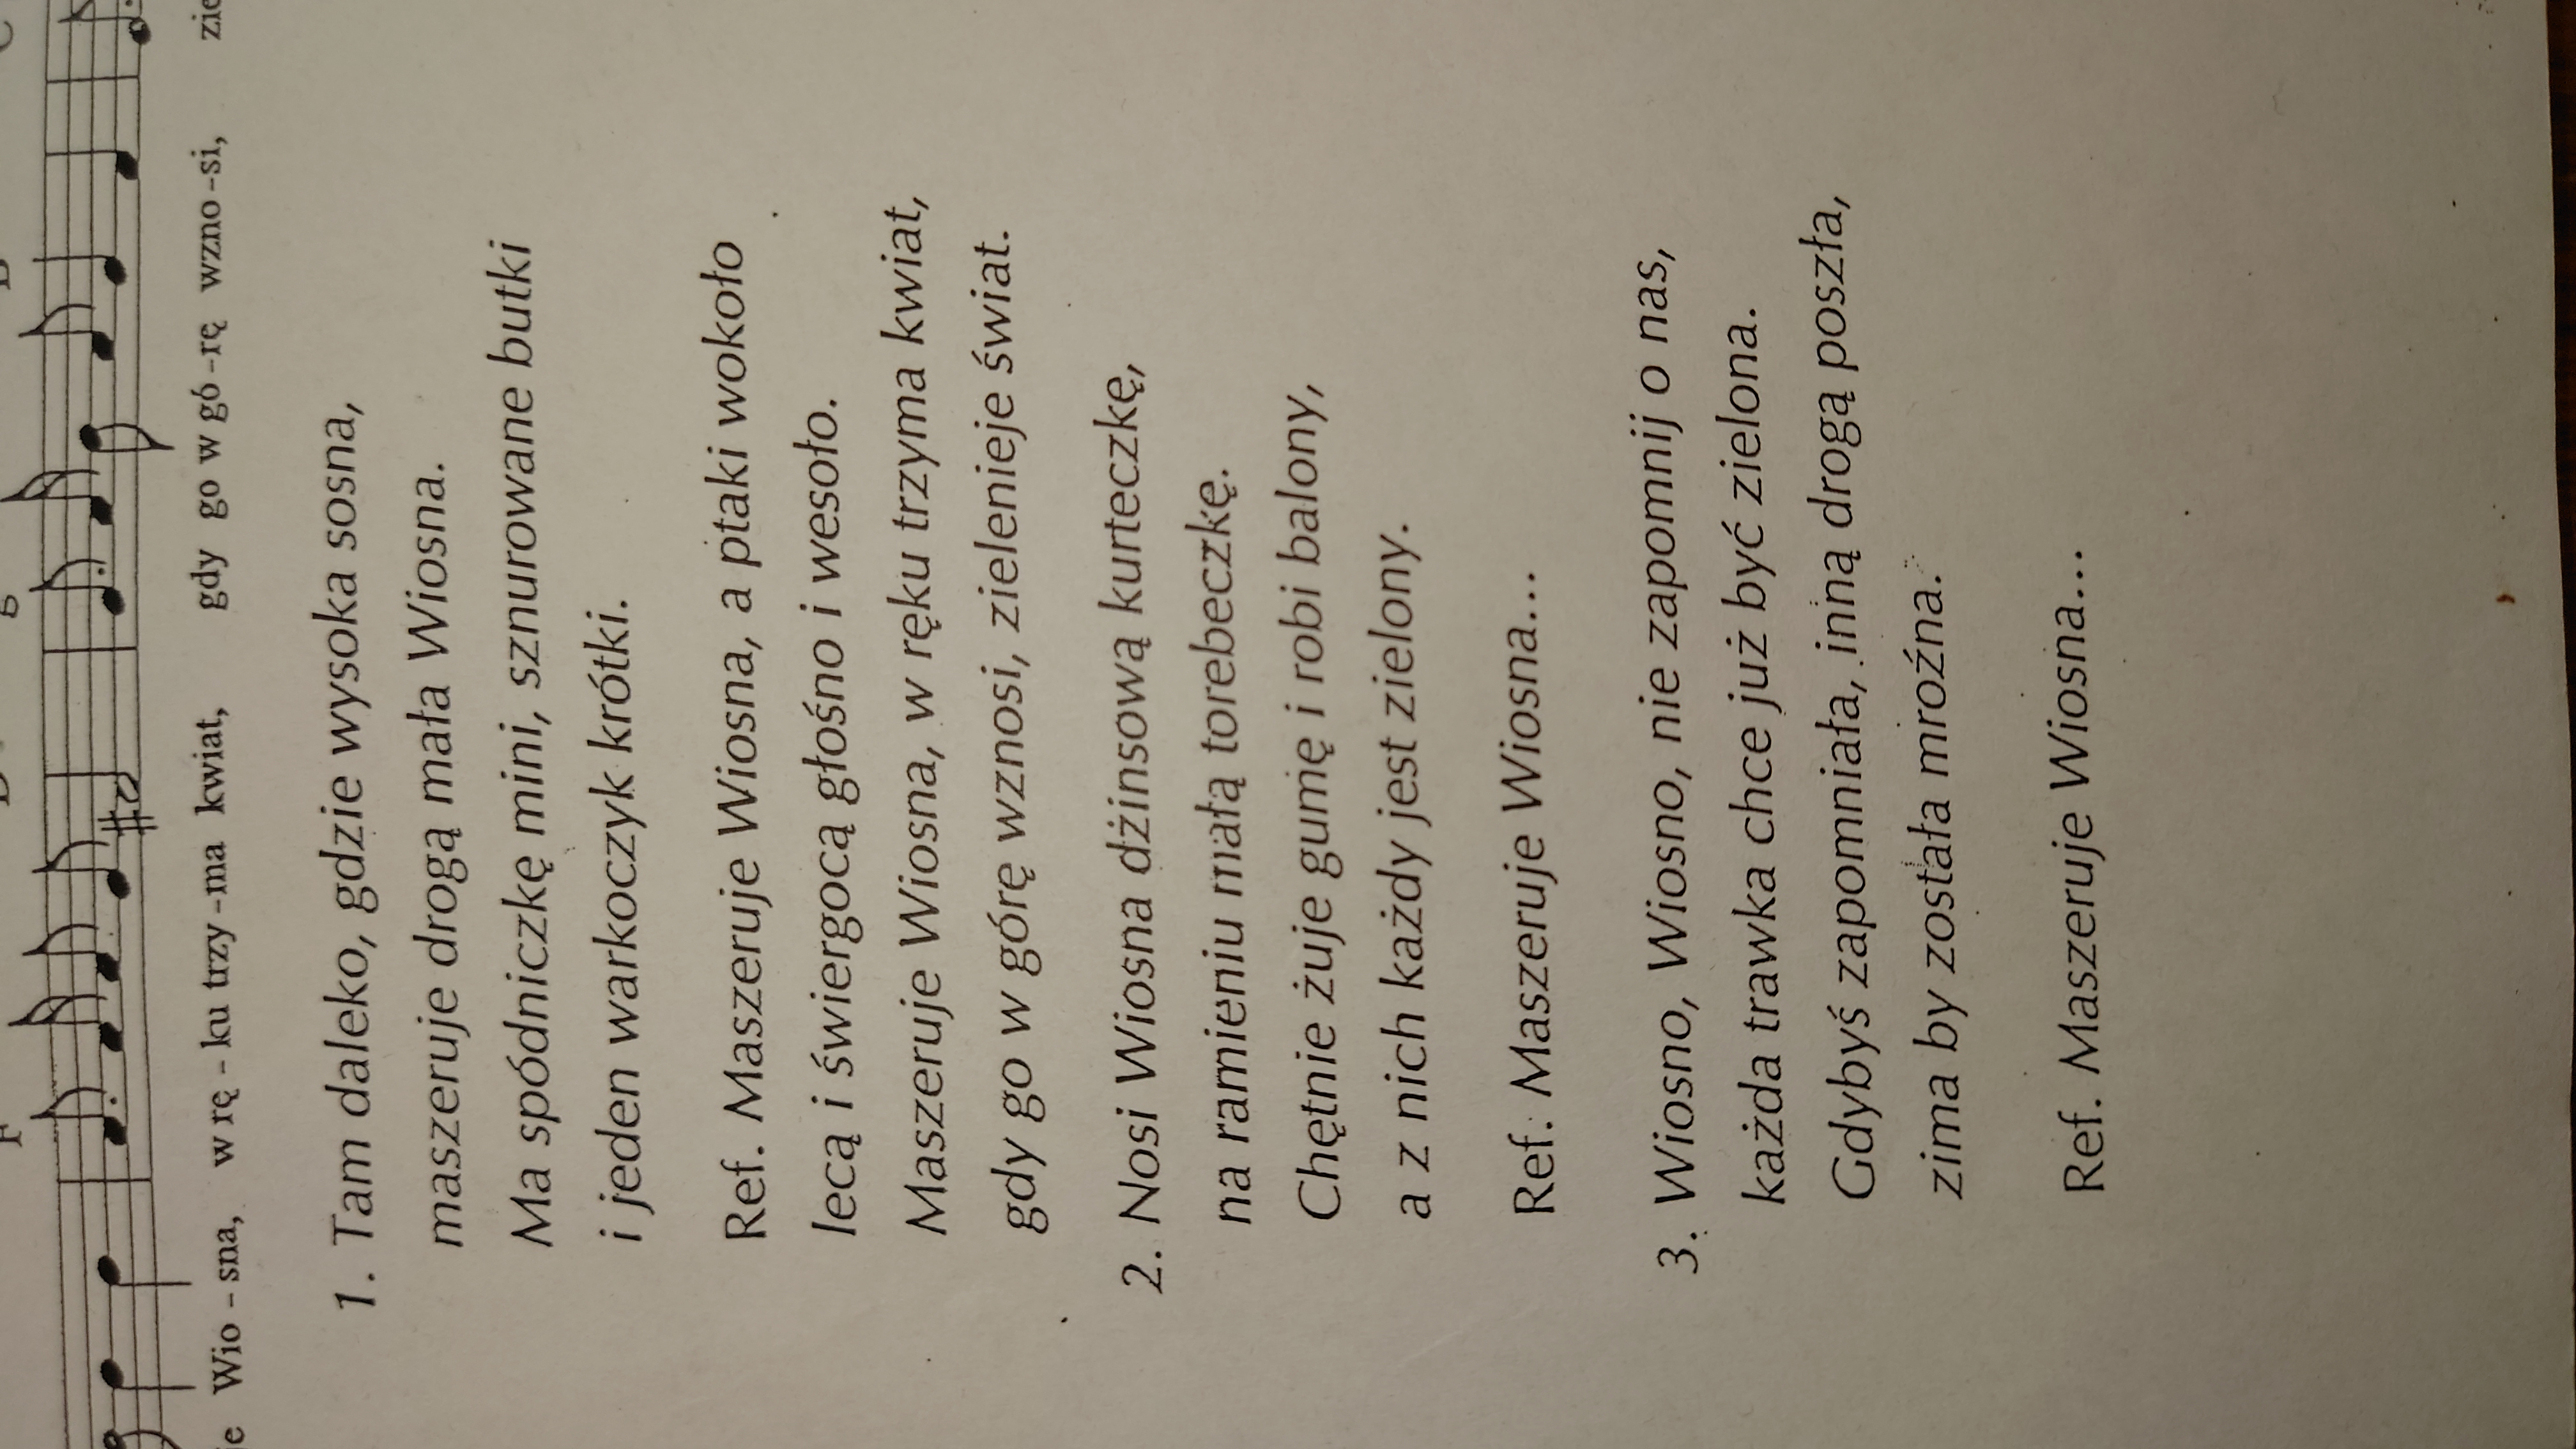 F g B C
Wio - sna, w rę - ku trzy - ma kwiat, gdy go w gó - rę wzno - si,
1. Tam daleko, gdzie wysoka sosna,
maszeruje drogą mała Wiosna.
Ma spódniczkę mini, sznurowane butki
i jeden warkoczyk krótki.
Ref. Maszeruje Wiosna, a ptaki wokoło
lecą i świergocą głośno i wesoło.
Maszeruje Wiosna, w ręku trzyma kwiat,
gdy go w górę wznosi, zielenieje świat.
2. Nosi Wiosna dżinsową kurteczkę,
na ramieniu małą torebeczkę.
Chętnie żuje gumę i robi balony,
a z nich każdy jest zielony.
Ref. Maszeruje Wiosna...
3. Wiosno, Wiosno, nie zapomnij o nas,
każda trawka chce już być zielona.
Gdybyś zapomniała, inną drogą poszła,
zima by została mroźna.
Ref. Maszeruje Wiosna...